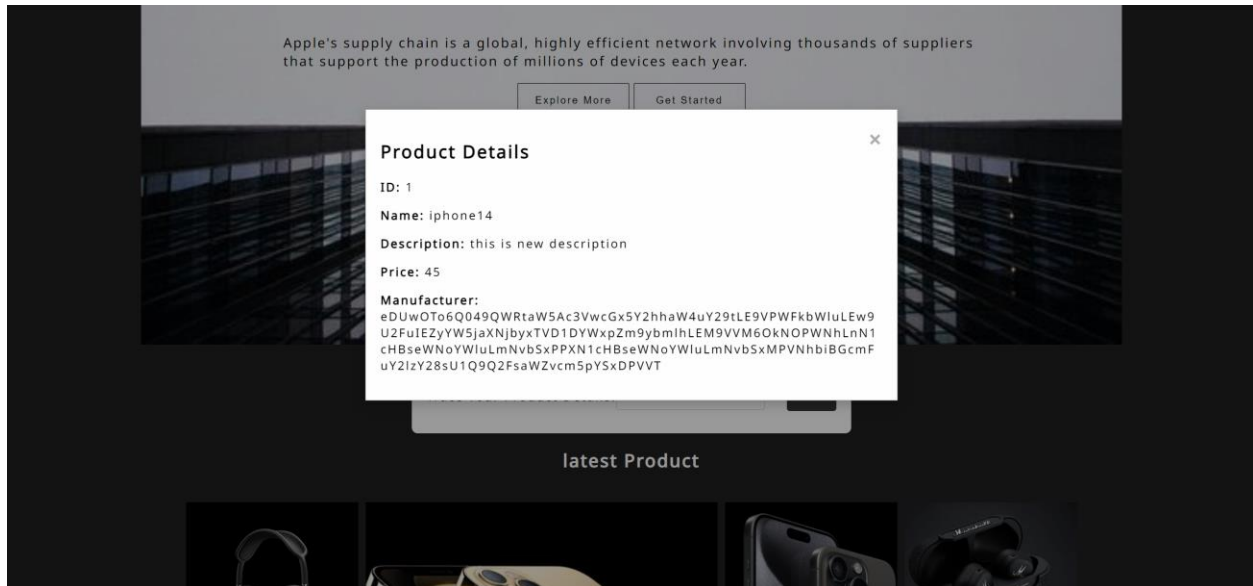 Apple's supply chain is a global, highly efficient network involving thousands of suppliers
that support the production of millions of devices each year.
Explore More
Get Started
×
Product Details
ID: 1
Name: iphone14
Description: this is new description
Price: 45
Manufacturer:
eDUwOTo6Q049QWRtaW5Ac3VwcGx5Y2hhaW4uY29tLE9VPWFkbWluLEw9
U2FuIEZyYW5jaXNjbyxTVD1DYWxpZm9ybmlhLEM9VVM6OkNOPWNhLnN1
cHBseWNoYWluLmNvbSxPPXN1cHBseWNoYWluLmNvbSxMPVNhbiBGcmF
uY2lzY28sU1Q9Q2FsaWZvcm5pYSxDPVVT
latest Product